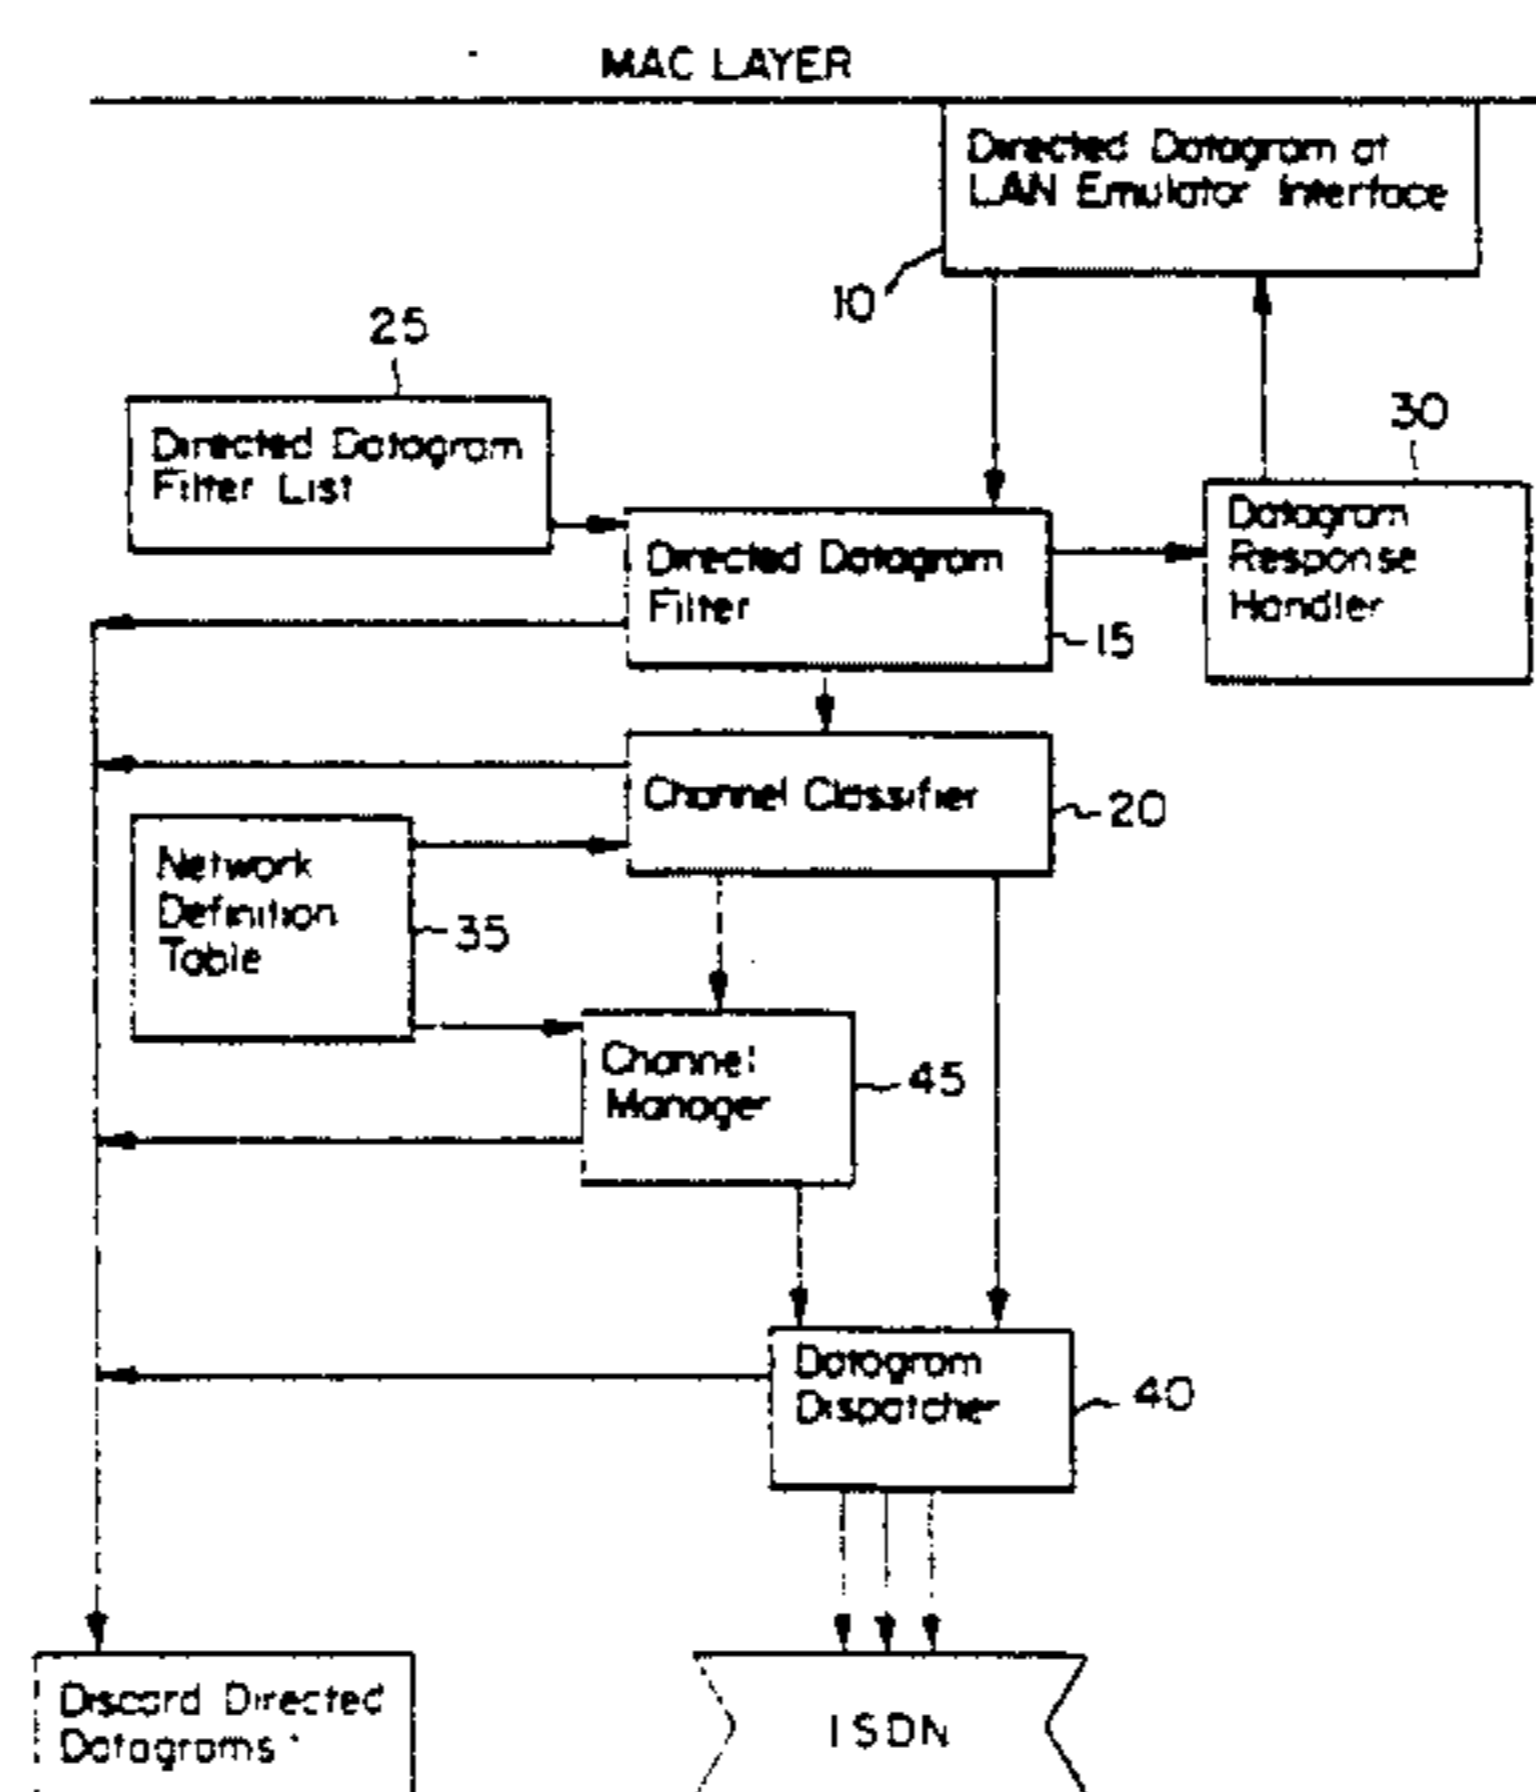 MAC LAYER
Directed Datagram at
LAN Emulator Interface
10
25
Directed Datagram
Filter List
30
Datagram
Response
Handler
Directed Datagram
Filter
15
Channel Classifier
20
Network
Definition
Table
35
Channel
Manager
45
Datagram
Dispatcher
40
Discard Directed
Datagrams
ISDN